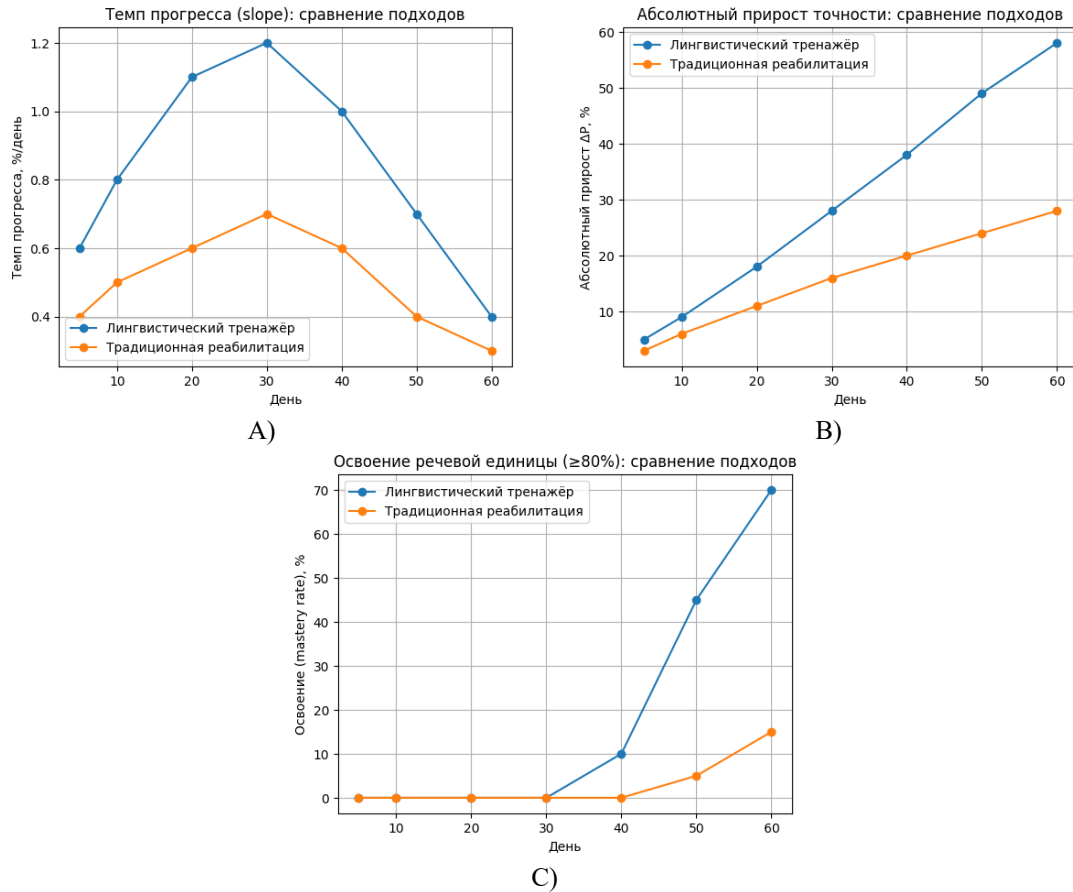 Темп прогресса (slope): сравнение подходов
Темп прогресса, %/день
1.2
1.0
0.8
0.6
0.4
Лингвистический тренажёр
Традиционная реабилитация
10 20 30 40 50 60
День
A)
Абсолютный прирост точности: сравнение подходов
Абсолютный прирост ΔP, %
60
50
40
30
20
10
Лингвистический тренажёр
Традиционная реабилитация
10 20 30 40 50 60
День
B)
Освоение речевой единицы (≥80%): сравнение подходов
Освоение (mastery rate), %
70
60
50
40
30
20
10
0
Лингвистический тренажёр
Традиционная реабилитация
10 20 30 40 50 60
День
C)